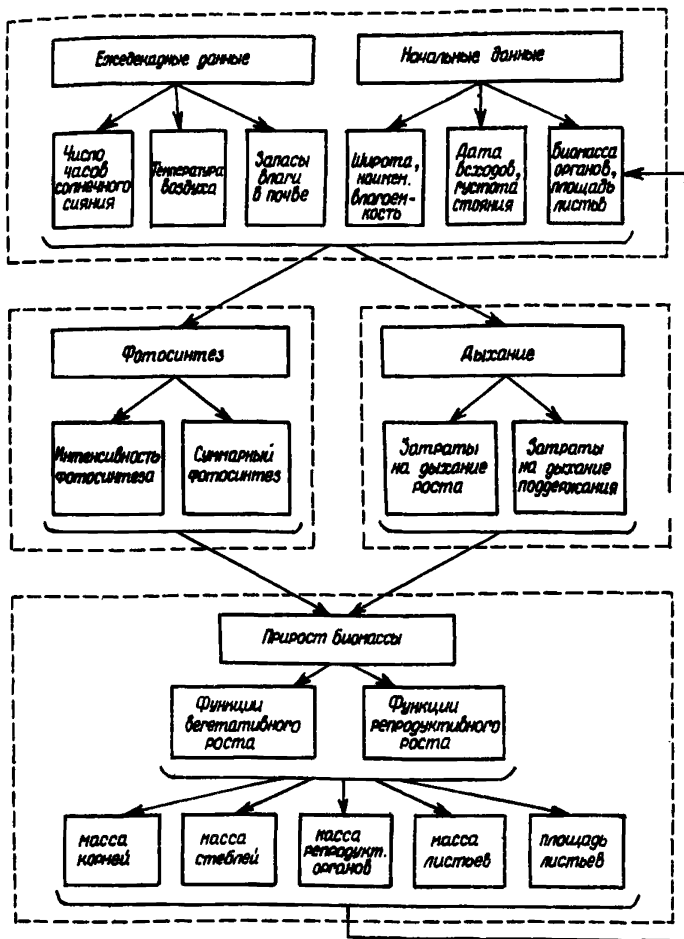 Ежедекадные данные
Начальные данные
Число
часов
солнечного
сияния
Температура
воздуха
Запасы
влаги
в почве
Широта,
наимен.
влагоем-
кость
Дата
всходов,
густота
стояния
Биомасса
органов,
площадь
листьев
Фотосинтез
Дыхание
Интенсивность
фотосинтеза
Суммарный
фотосинтез
Затраты
на дыхание
роста
Затраты
на дыхание
поддержания
Прирост биомассы
Функции
вегетативного
роста
Функции
репродуктивного
роста
масса
корней
масса
стеблей
масса
репродукт.
органов
масса
листьев
площадь
листьев